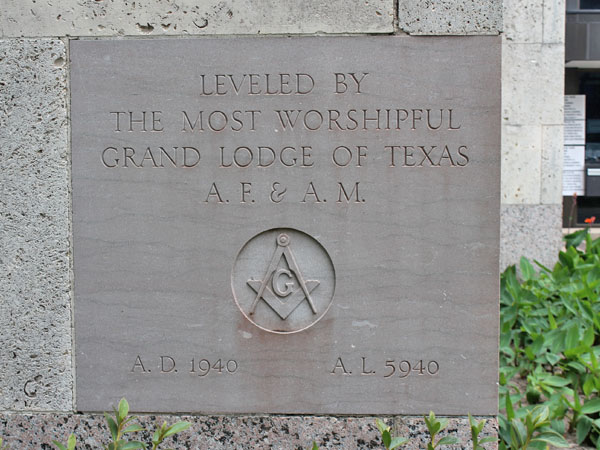 LEVELED BY
THE MOST WORSHIPFUL
GRAND LODGE OF TEXAS
A. F. & A. M.
G
A. D. 1940 A. L. 5940